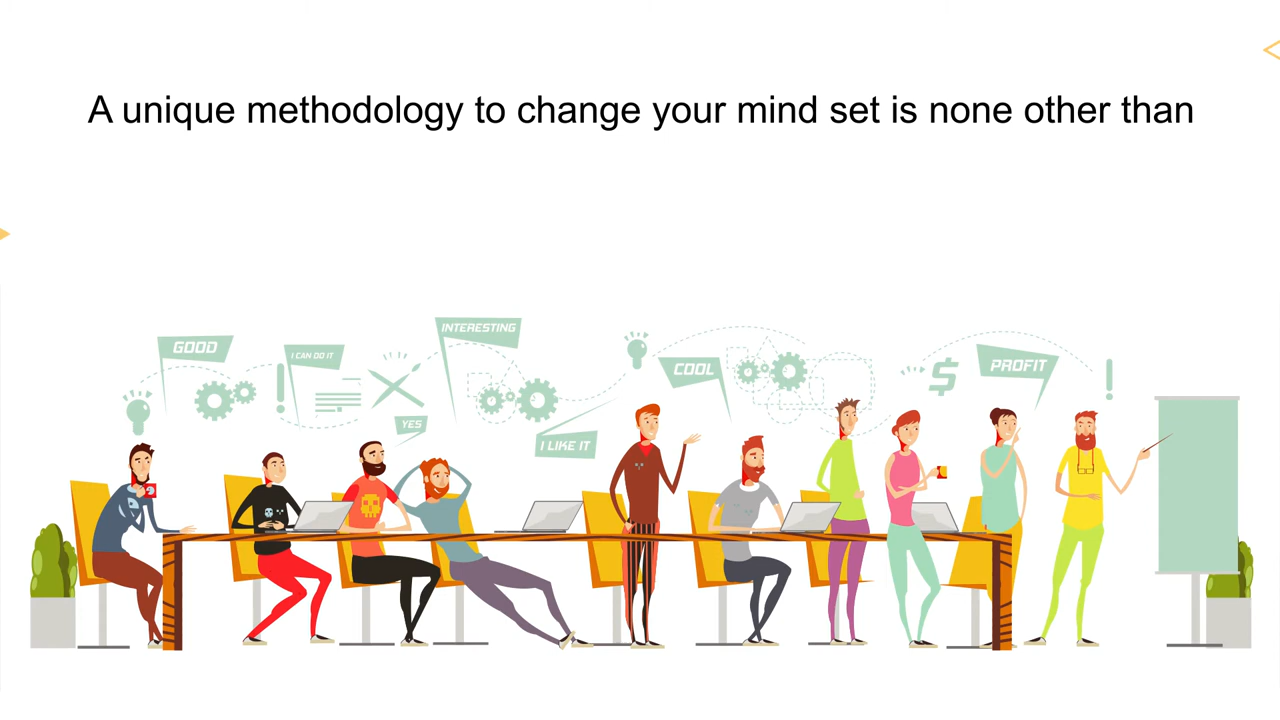 A unique methodology to change your mind set is none other than
INTERESTING
GOOD
I CAN DO IT
COOL
PROFIT
YES
I LIKE IT